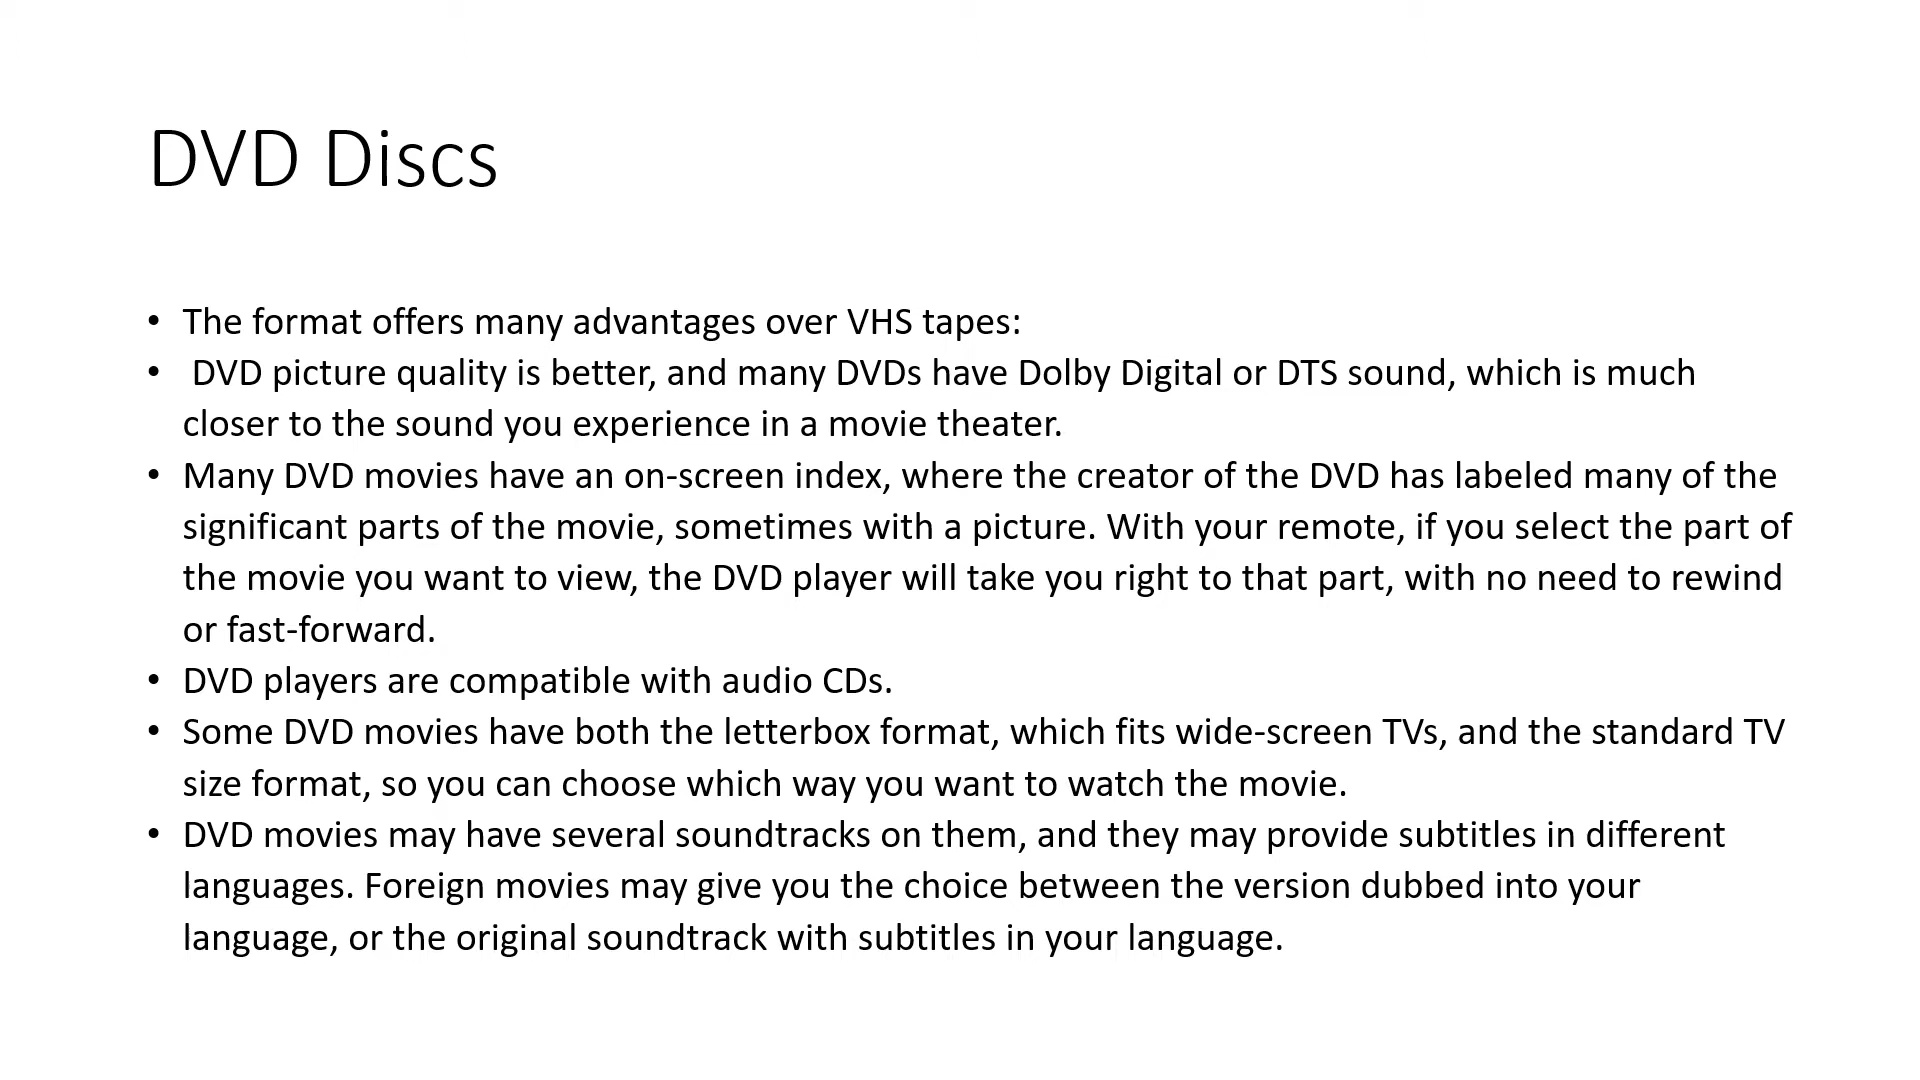 DVD Discs
• The format offers many advantages over VHS tapes:
• DVD picture quality is better, and many DVDs have Dolby Digital or DTS sound, which is much
closer to the sound you experience in a movie theater.
• Many DVD movies have an on-screen index, where the creator of the DVD has labeled many of the
significant parts of the movie, sometimes with a picture. With your remote, if you select the part of
the movie you want to view, the DVD player will take you right to that part, with no need to rewind
or fast-forward.
• DVD players are compatible with audio CDs.
• Some DVD movies have both the letterbox format, which fits wide-screen TVs, and the standard TV
size format, so you can choose which way you want to watch the movie.
• DVD movies may have several soundtracks on them, and they may provide subtitles in different
languages. Foreign movies may give you the choice between the version dubbed into your
language, or the original soundtrack with subtitles in your language.